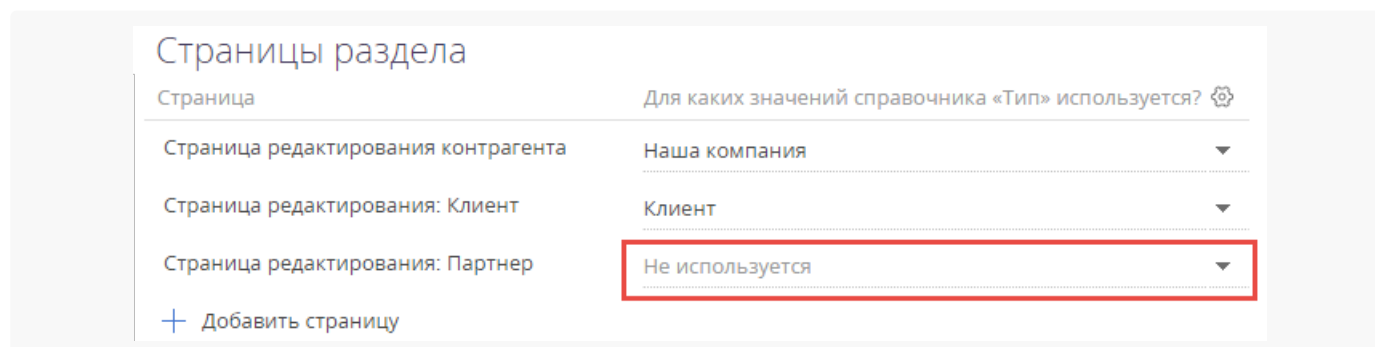 Страницы раздела
Страница Для каких значений справочника «Тип» используется?
Страница редактирования контрагента Наша компания
Страница редактирования: Клиент Клиент
Страница редактирования: Партнер Не используется
Добавить страницу